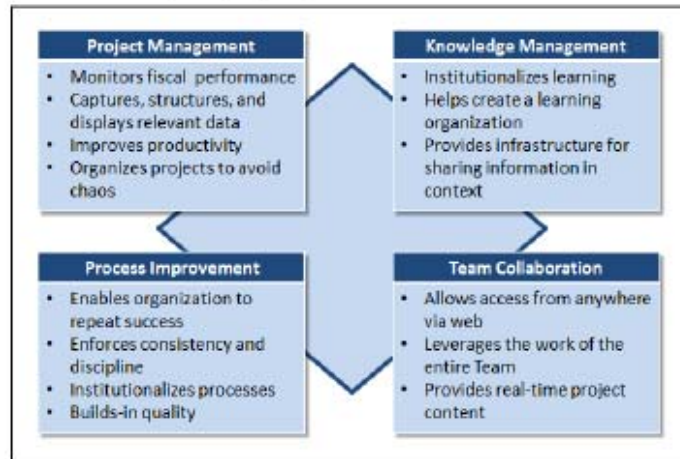 Project Management
• Monitors fiscal performance
• Captures, structures, and
displays relevant data
• Improves productivity
• Organizes projects to avoid
chaos
Knowledge Management
• Institutionalizes learning
• Helps create a learning
organization
• Provides infrastructure for
sharing information in
context
Process Improvement
• Enables organization to
repeat success
• Enforces consistency and
discipline
• Institutionalizes processes
• Builds-in quality
Team Collaboration
• Allows access from anywhere
via web
• Leverages the work of the
entire Team
• Provides real-time project
content